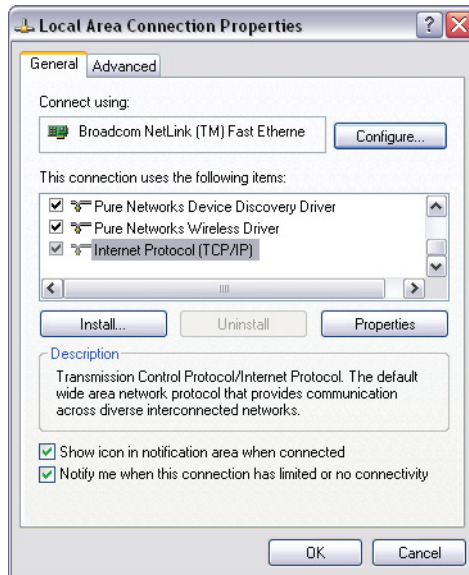 Local Area Connection Properties
General Advanced
Connect using:
Broadcom NetLink (TM) Fast Etherne
Configure...
This connection uses the following items:
Pure Networks Device Discovery Driver
Pure Networks Wireless Driver
Internet Protocol (TCP/IP)
Install... Uninstall Properties
Description
Transmission Control Protocol/Internet Protocol. The default
wide area network protocol that provides communication
across diverse interconnected networks.
Show icon in notification area when connected
Notify me when this connection has limited or no connectivity
OK Cancel